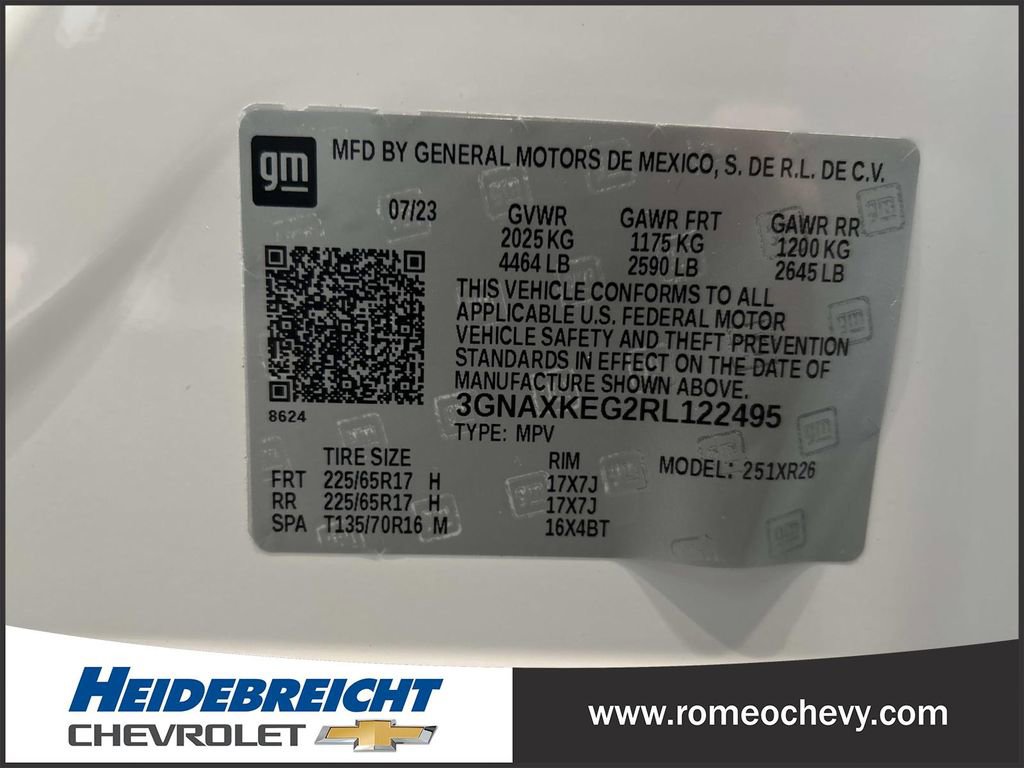 gm
MFD BY GENERAL MOTORS DE MEXICO, S. DE R.L. DE C.V.
07/23 GVWR GAWR FRT GAWR RR
2025 KG 1175 KG 1200 KG
4464 LB 2590 LB 2645 LB
THIS VEHICLE CONFORMS TO ALL
APPLICABLE U.S. FEDERAL MOTOR
VEHICLE SAFETY AND THEFT PREVENTION
STANDARDS IN EFFECT ON THE DATE OF
MANUFACTURE SHOWN ABOVE.
8624
3GNAXKEG2RL122495
TYPE: MPV
TIRE SIZE RIM MODEL: 251XR26
FRT 225/65R17 H 17X7J
RR 225/65R17 H 17X7J
SPA T135/70R16 M 16X4BT
HEIDEBREICHT
CHEVROLET
www.romeochevy.com